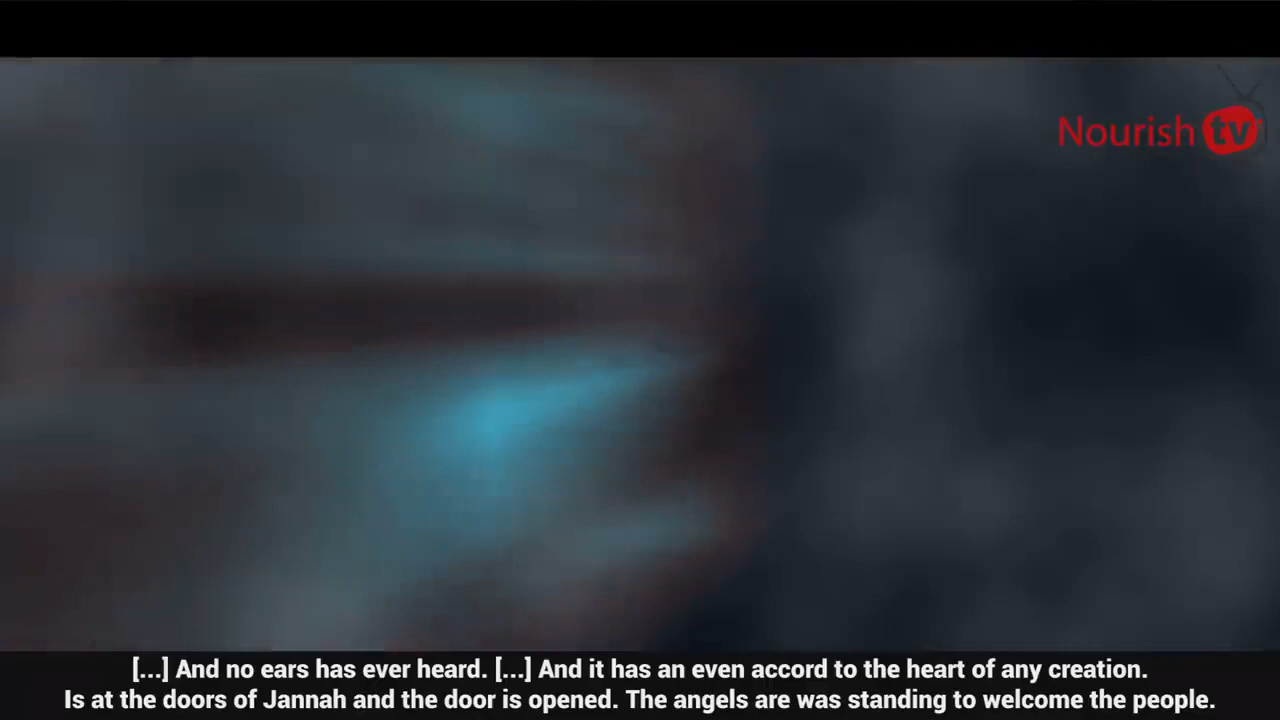 Nourish tv
[...] And no ears has ever heard. [...] And it has an even accord to the heart of any creation.
Is at the doors of Jannah and the door is opened. The angels are was standing to welcome the people.